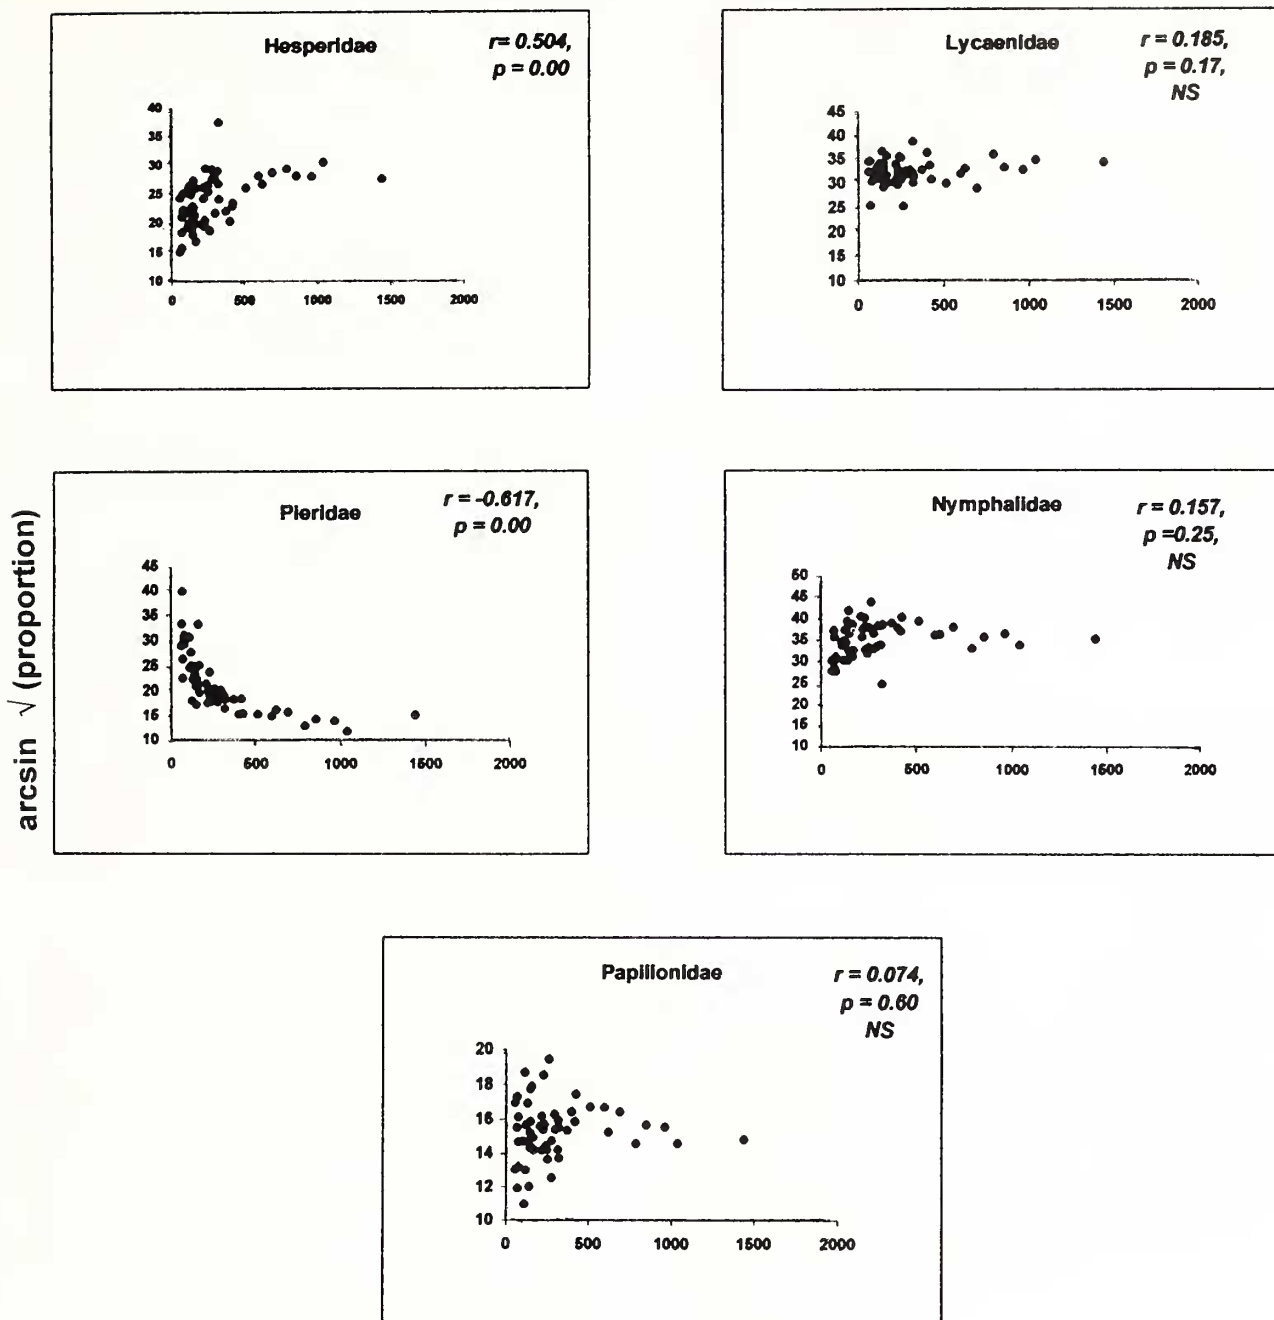 Hesperidae
r= 0.504,
p = 0.00
40
35
30
25
20
15
10
0 500 1000 1500 2000
Lycaenidae
r = 0.185,
p = 0.17,
NS
45
40
35
30
25
20
15
10
0 500 1000 1500 2000
arcsin √ (proportion)
Pieridae
r = -0.617,
p = 0.00
45
40
35
30
25
20
15
10
0 500 1000 1500 2000
Nymphalidae
r = 0.157,
p =0.25,
NS
50
45
40
35
30
25
20
15
10
0 500 1000 1500 2000
Papilionidae
r = 0.074,
p = 0.60
NS
20
18
16
14
12
10
0 500 1000 1500 2000